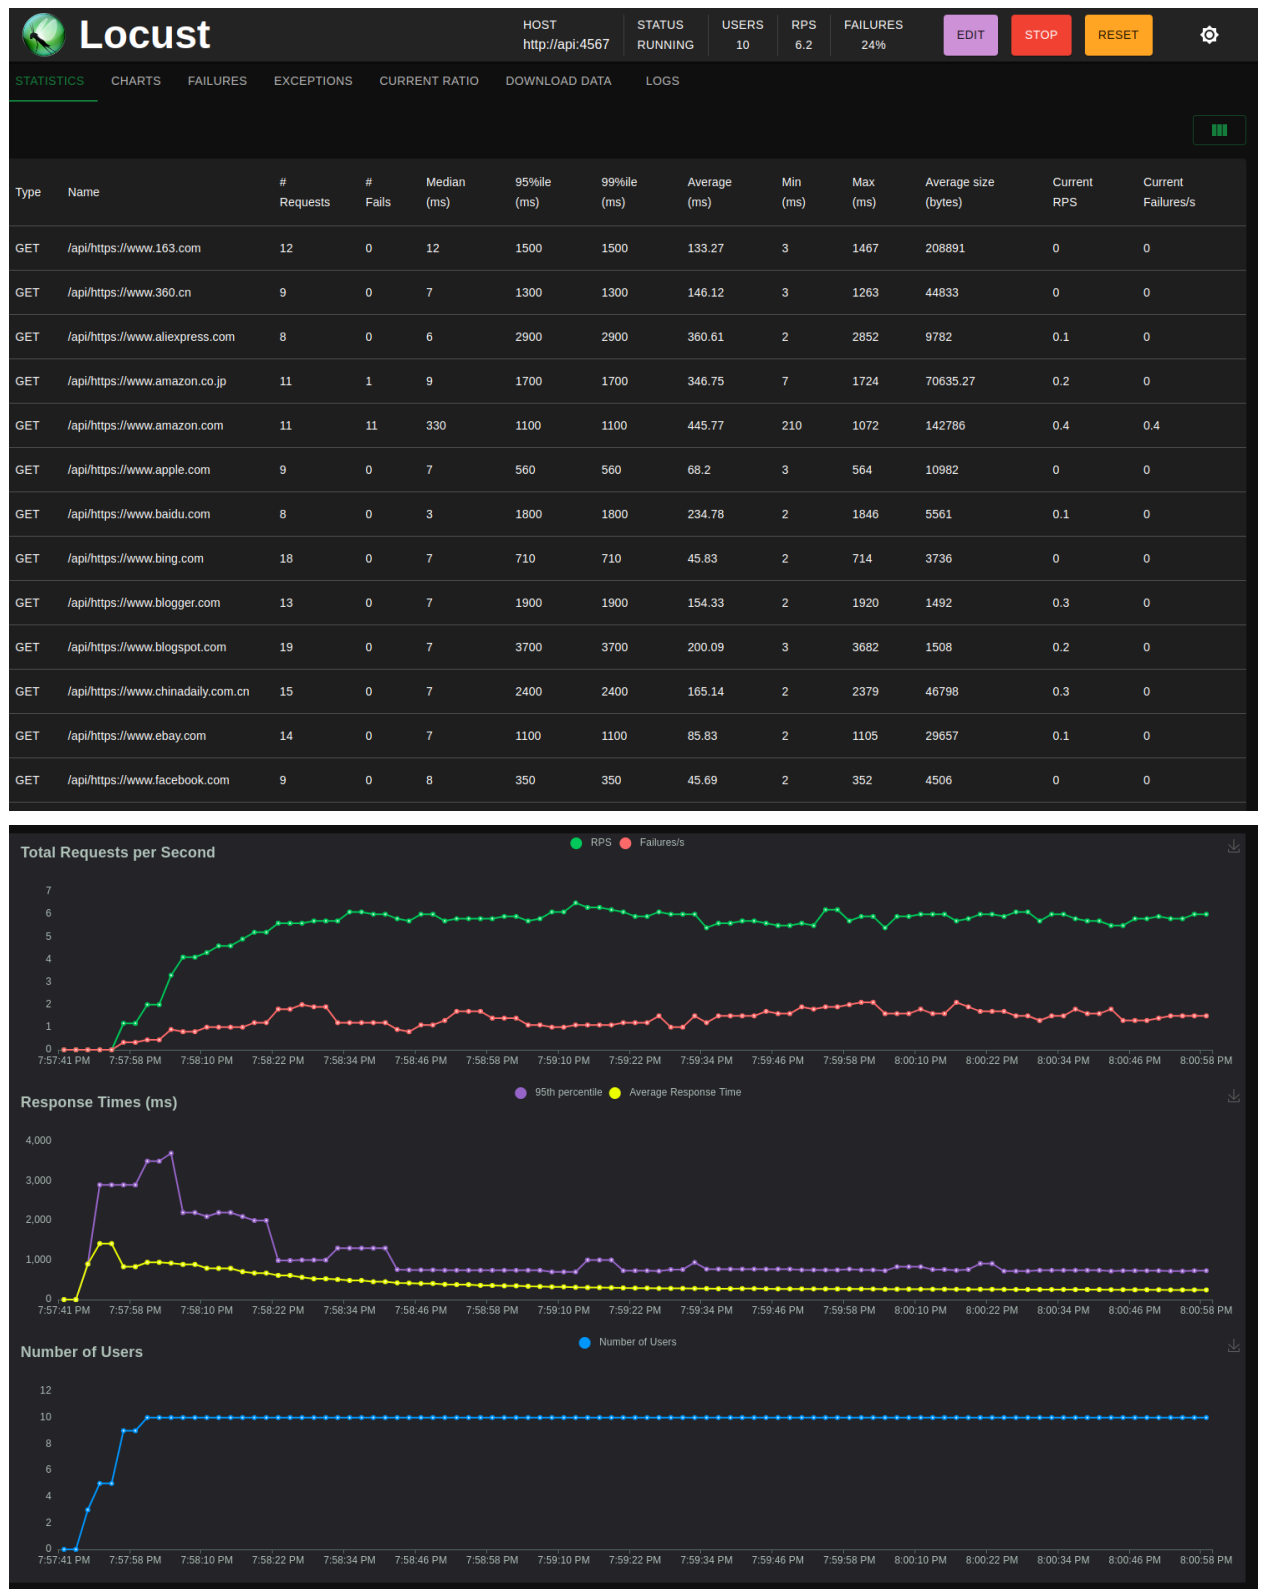 Locust
HOST
http://api:4567
STATUS
RUNNING
USERS
10
RPS
6.2
FAILURES
24%
EDIT
STOP
RESET
STATISTICS CHARTS FAILURES EXCEPTIONS CURRENT RATIO DOWNLOAD DATA LOGS
Type Name # Requests # Fails Median (ms) 95%ile (ms) 99%ile (ms) Average (ms) Min (ms) Max (ms) Average size (bytes) Current RPS Current Failures/s
GET /api/https://www.163.com 12 0 12 1500 1500 133.27 3 1467 208891 0 0
GET /api/https://www.360.cn 9 0 7 1300 1300 146.12 3 1263 44833 0 0
GET /api/https://www.aliexpress.com 8 0 6 2900 2900 360.61 2 2852 9782 0.1 0
GET /api/https://www.amazon.co.jp 11 1 9 1700 1700 346.75 7 1724 70635.27 0.2 0
GET /api/https://www.amazon.com 11 11 330 1100 1100 445.77 210 1072 142786 0.4 0.4
GET /api/https://www.apple.com 9 0 7 560 560 68.2 3 564 10982 0 0
GET /api/https://www.baidu.com 8 0 3 1800 1800 234.78 2 1846 5561 0.1 0
GET /api/https://www.bing.com 18 0 7 710 710 45.83 2 714 3736 0 0
GET /api/https://www.blogger.com 13 0 7 1900 1900 154.33 2 1920 1492 0.3 0
GET /api/https://www.blogspot.com 19 0 7 3700 3700 200.09 3 3682 1508 0.2 0
GET /api/https://www.chinadaily.com.cn 15 0 7 2400 2400 165.14 2 2379 46798 0.3 0
GET /api/https://www.ebay.com 14 0 7 1100 1100 85.83 2 1105 29657 0.1 0
GET /api/https://www.facebook.com 9 0 8 350 350 45.69 2 352 4506 0 0
Total Requests per Second
RPS Failures/s
7
6
5
4
3
2
1
0
7:57:41 PM 7:57:58 PM 7:58:10 PM 7:58:22 PM 7:58:34 PM 7:58:46 PM 7:58:58 PM 7:59:10 PM 7:59:22 PM 7:59:34 PM 7:59:46 PM 7:59:58 PM 8:00:10 PM 8:00:22 PM 8:00:34 PM 8:00:46 PM 8:00:58 PM
Response Times (ms)
95th percentile Average Response Time
4,000
3,000
2,000
1,000
0
7:57:41 PM 7:57:58 PM 7:58:10 PM 7:58:22 PM 7:58:34 PM 7:58:46 PM 7:58:58 PM 7:59:10 PM 7:59:22 PM 7:59:34 PM 7:59:46 PM 7:59:58 PM 8:00:10 PM 8:00:22 PM 8:00:34 PM 8:00:46 PM 8:00:58 PM
Number of Users
Number of Users
12
10
8
6
4
2
0
7:57:41 PM 7:57:58 PM 7:58:10 PM 7:58:22 PM 7:58:34 PM 7:58:46 PM 7:58:58 PM 7:59:10 PM 7:59:22 PM 7:59:34 PM 7:59:46 PM 7:59:58 PM 8:00:10 PM 8:00:22 PM 8:00:34 PM 8:00:46 PM 8:00:58 PM